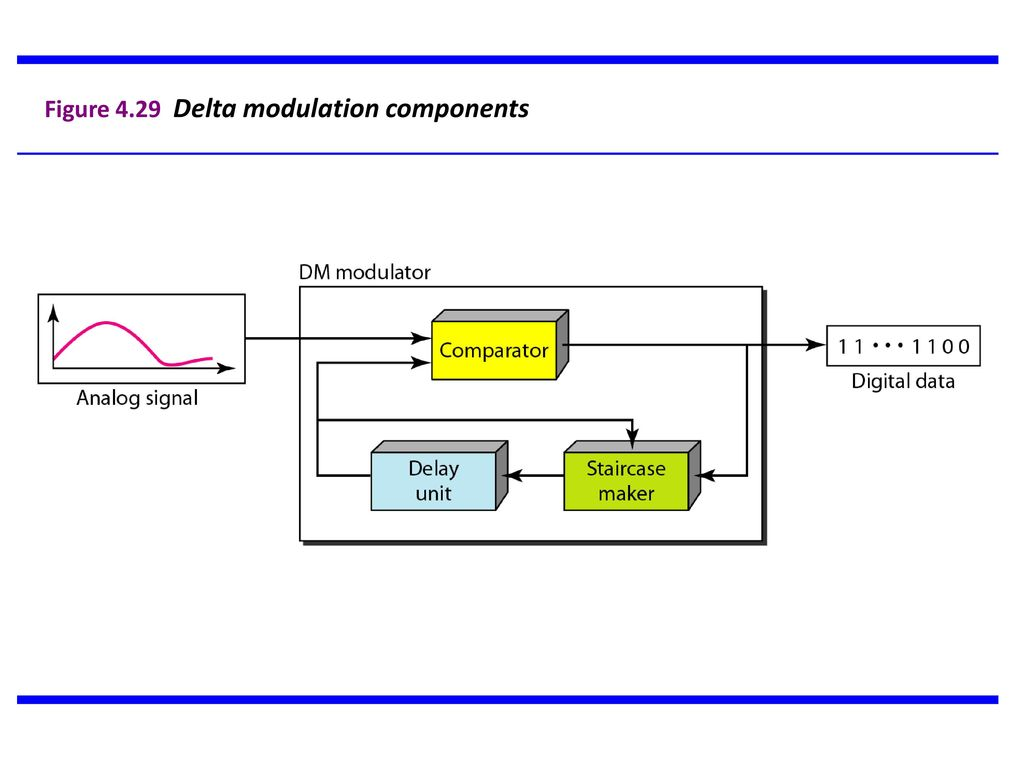 Figure 4.29 Delta modulation components
DM modulator
Comparator
1 1 ••• 1 1 0 0
Digital data
Analog signal
Delay
unit
Staircase
maker